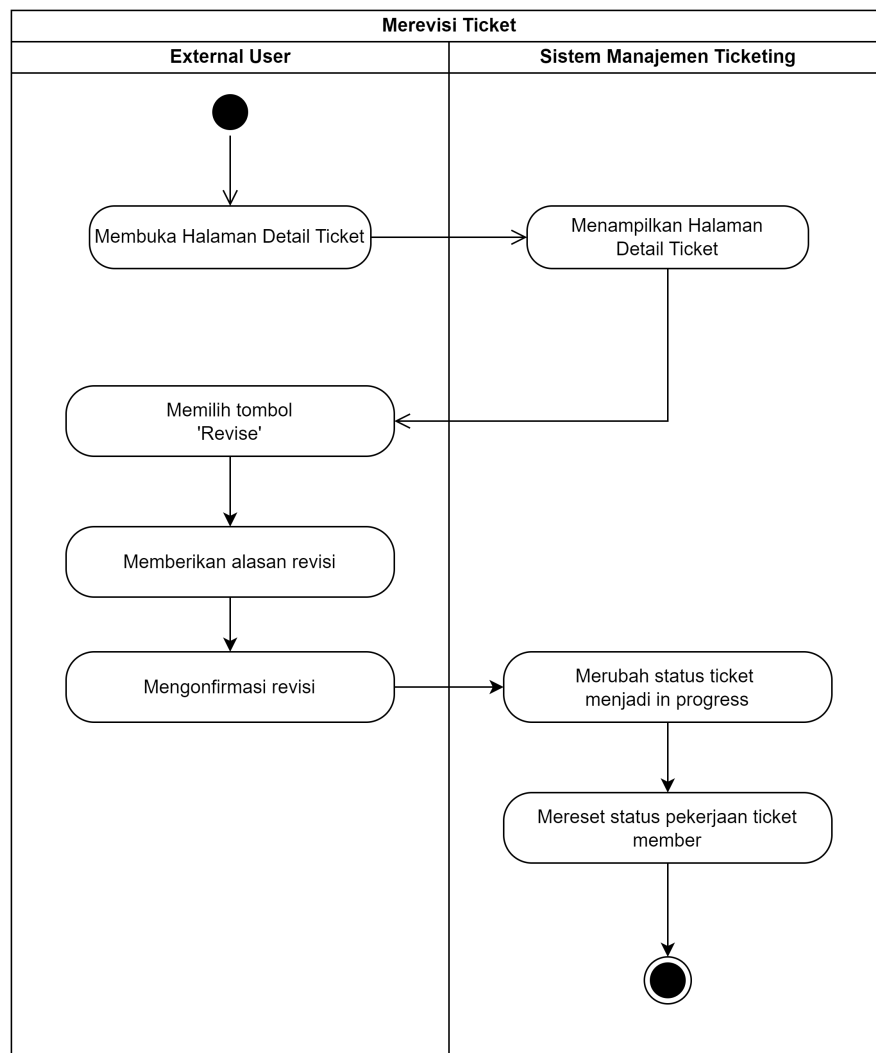 Merevisi Ticket
External User
Sistem Manajemen Ticketing
Membuka Halaman Detail Ticket
Menampilkan Halaman
Detail Ticket
Memilih tombol
'Revise'
Memberikan alasan revisi
Mengonfirmasi revisi
Merubah status ticket
menjadi in progress
Mereset status pekerjaan ticket
member